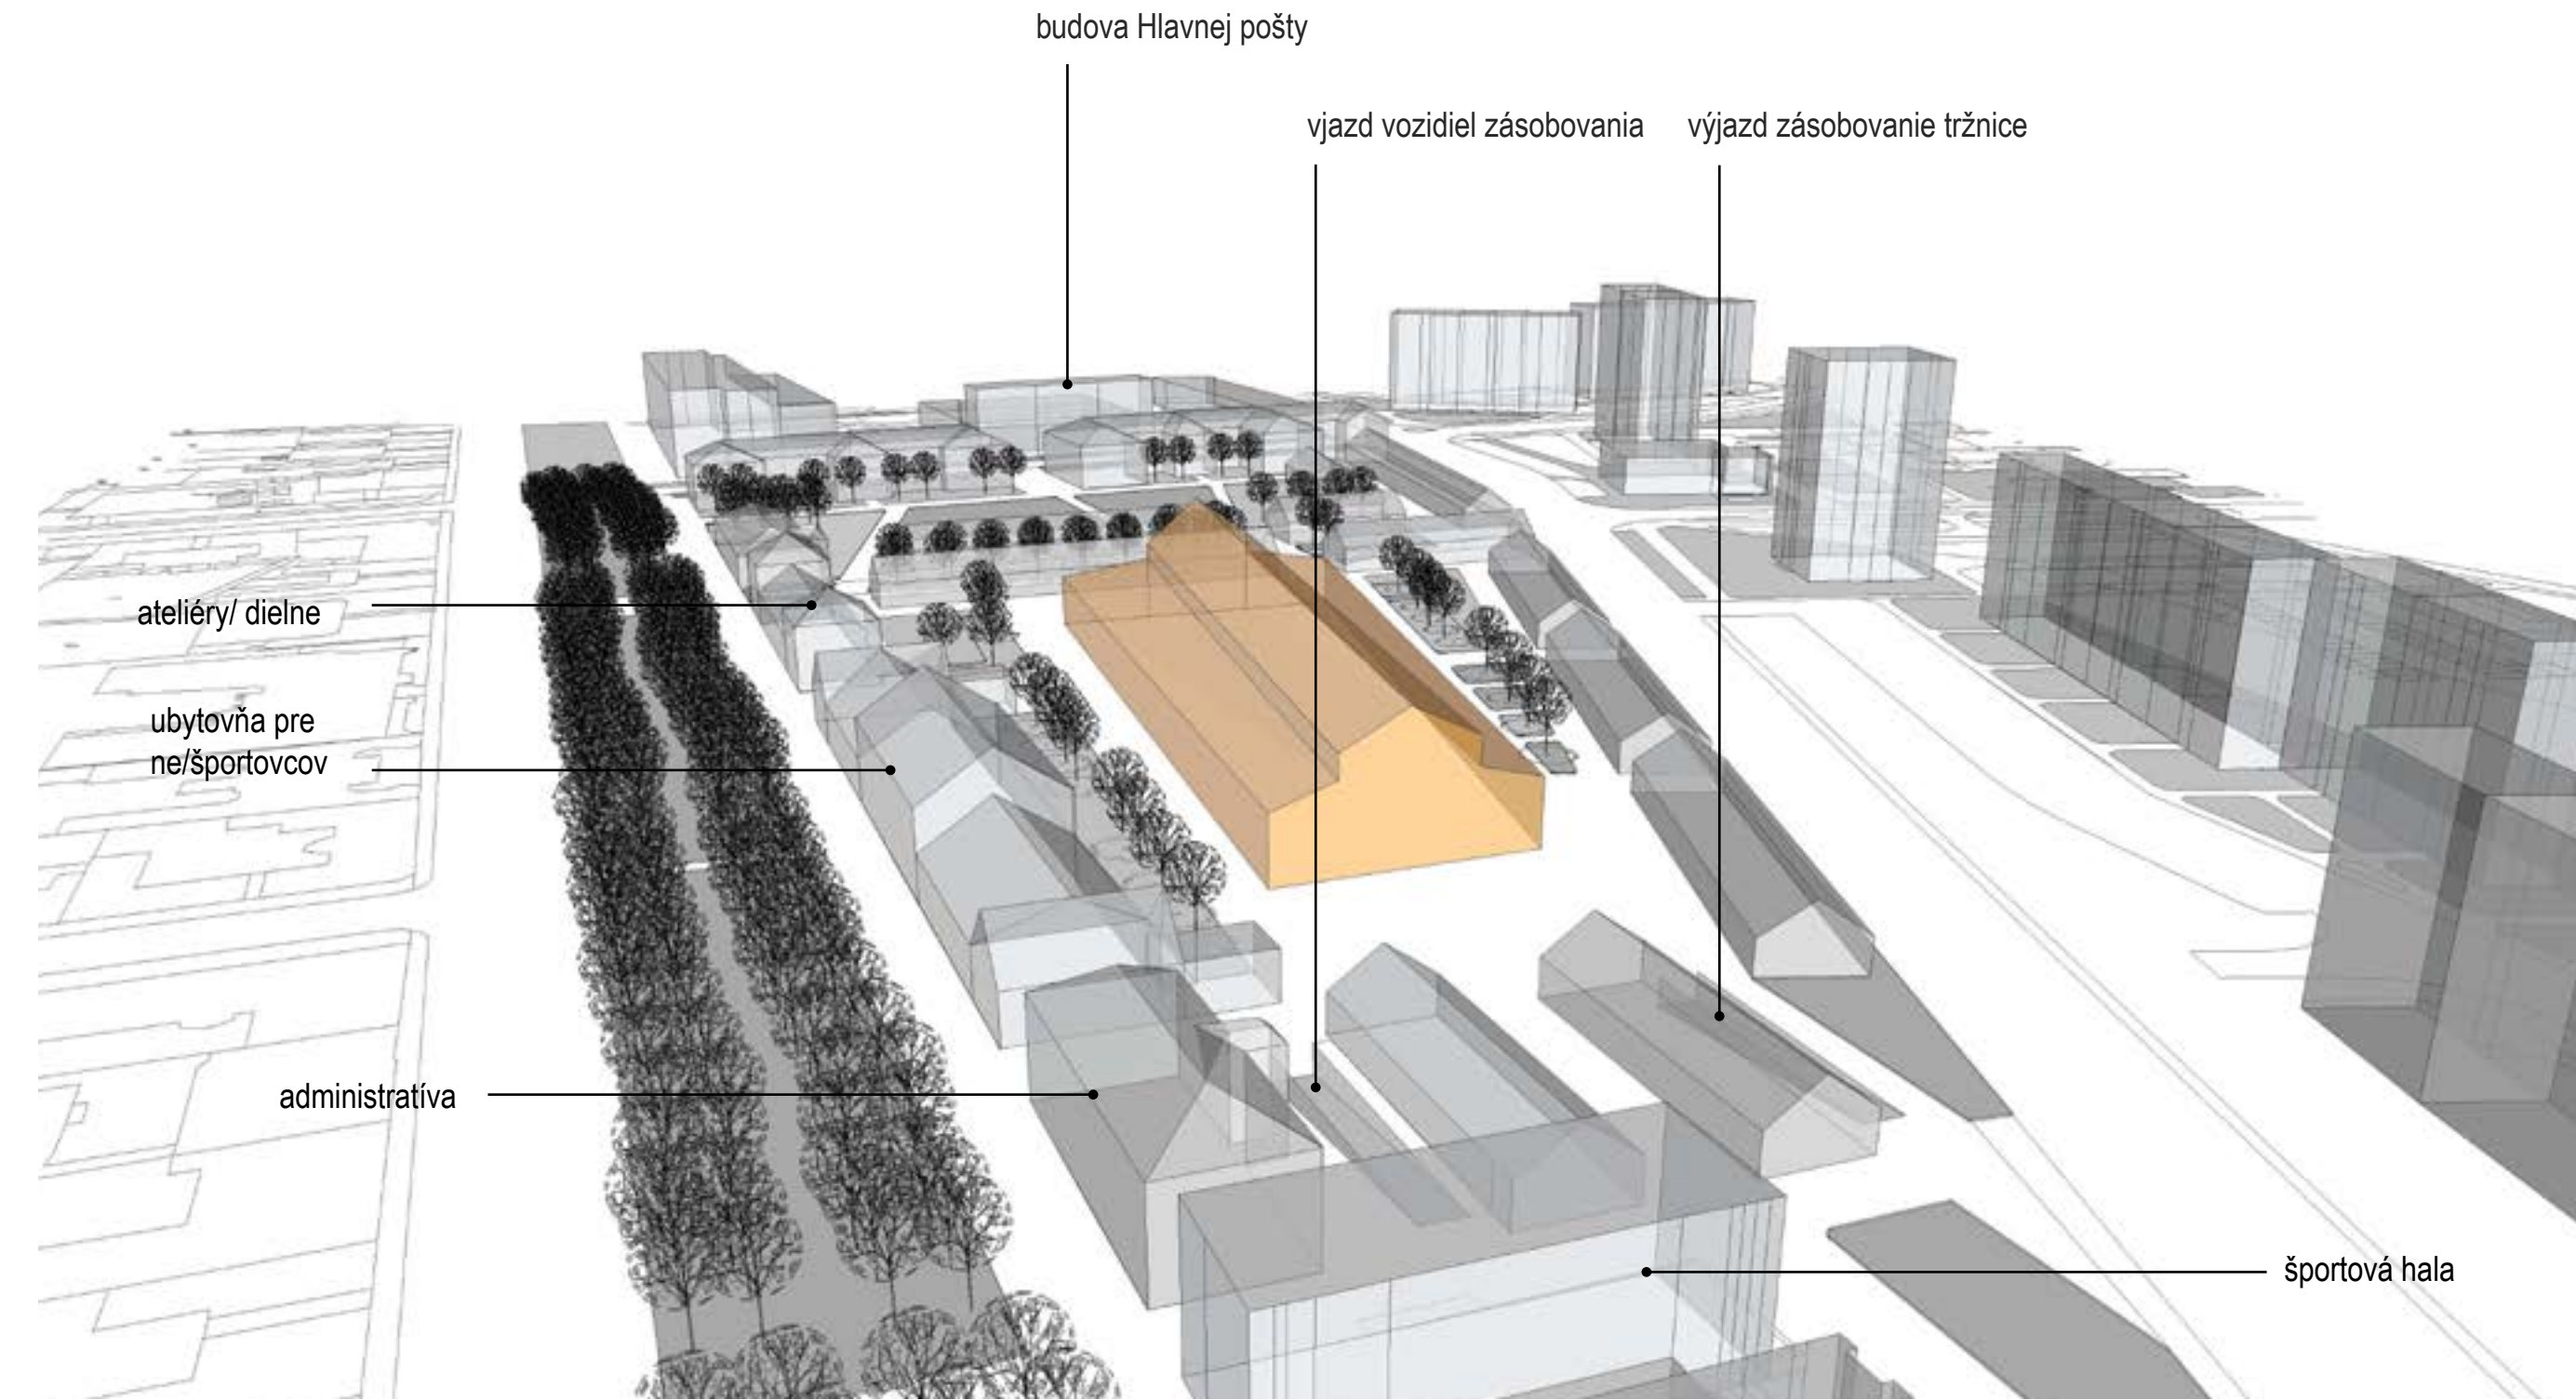 budova Hlavnej pošty
vjazd vozidiel zásobovania
výjazd zásobovanie tržnice
ateliéry/ dielne
ubytovňa pre
ne/športovcov
administratíva
športová hala